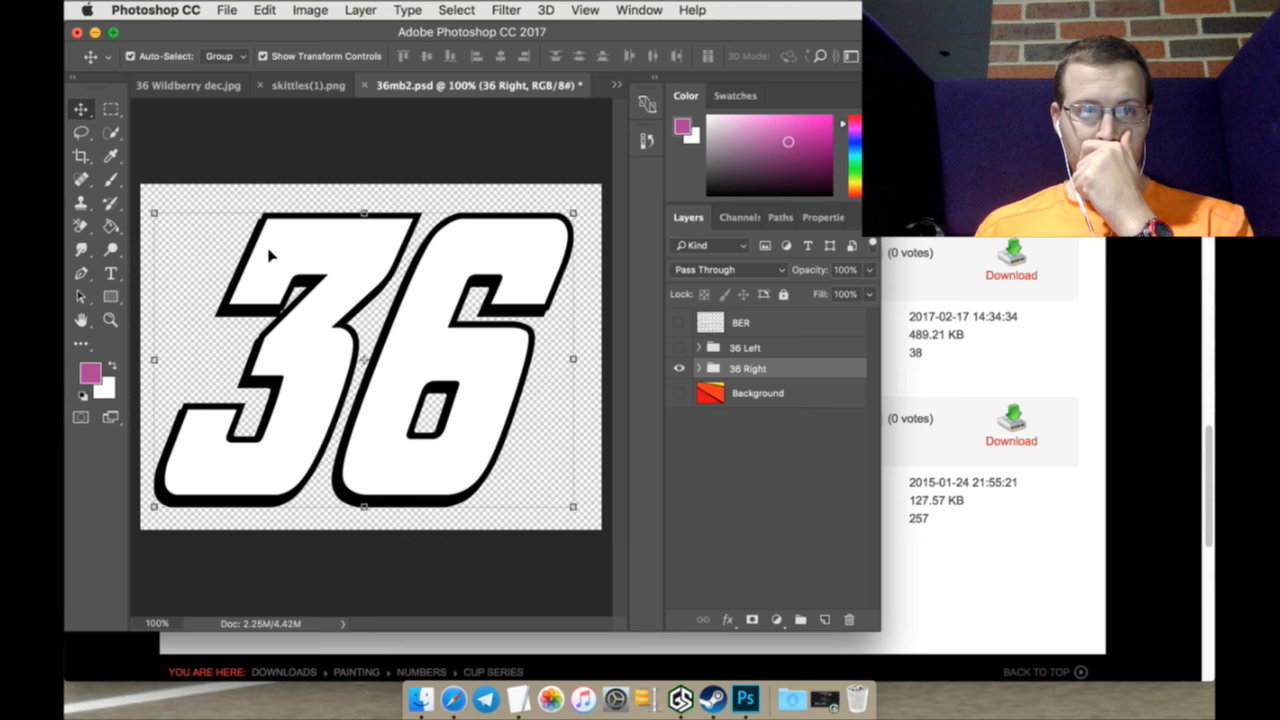 Photoshop CC File Edit Image Layer Type Select Filter 3D View Window Help
Adobe Photoshop CC 2017
Auto-Select: Group Show Transform Controls 3D Mode:
36 Wildberry dec.jpg skittles(1).png 36mb2.psd @ 100% (36 Right, RGB/8#) *
Color Swatches
36
Layers Channels Paths Propertie
Kind
Pass Through Opacity: 100%
Lock: Fill: 100%
BER
36 Left
36 Right
Background
100% Doc: 2.25M/4.42M
(0 votes)
Download
2017-02-17 14:34:34
489.21 KB
38
(0 votes)
Download
2015-01-24 21:55:21
127.57 KB
257
YOU ARE HERE: DOWNLOADS PAINTING NUMBERS CUP SERIES BACK TO TOP
GS
Ps